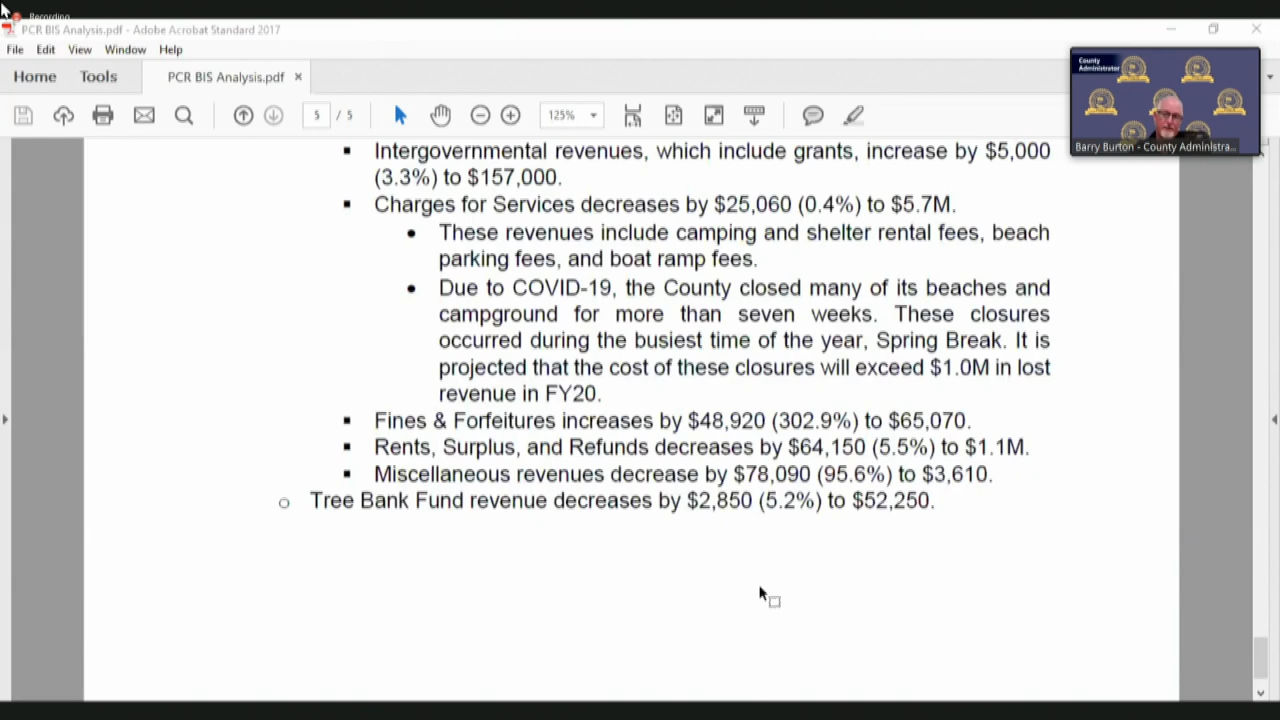 Recording
PCR BIS Analysis.pdf - Adobe Acrobat Standard 2017
File Edit View Window Help
Home Tools PCR BIS Analysis.pdf ×
5 / 5 125%
County
Administrator
Barry Burton - County Administra...
▪ Intergovernmental revenues, which include grants, increase by $5,000
(3.3%) to $157,000.
▪ Charges for Services decreases by $25,060 (0.4%) to $5.7M.
• These revenues include camping and shelter rental fees, beach
parking fees, and boat ramp fees.
• Due to COVID-19, the County closed many of its beaches and
campground for more than seven weeks. These closures
occurred during the busiest time of the year, Spring Break. It is
projected that the cost of these closures will exceed $1.0M in lost
revenue in FY20.
▪ Fines & Forfeitures increases by $48,920 (302.9%) to $65,070.
▪ Rents, Surplus, and Refunds decreases by $64,150 (5.5%) to $1.1M.
▪ Miscellaneous revenues decrease by $78,090 (95.6%) to $3,610.
o Tree Bank Fund revenue decreases by $2,850 (5.2%) to $52,250.